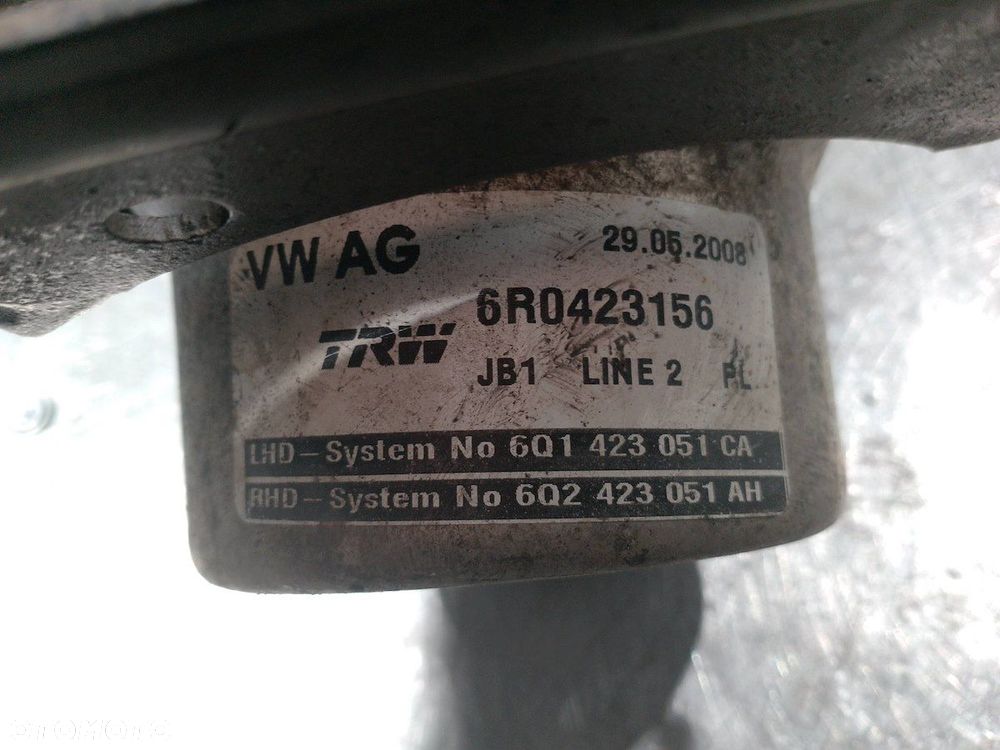 VW AG 29.05.2008
6R0423156
TRW
JB1 LINE 2 PL
LHD - System No 6Q1 423 051 CA
RHD - System No 6Q2 423 051 AH
OTOMOTO